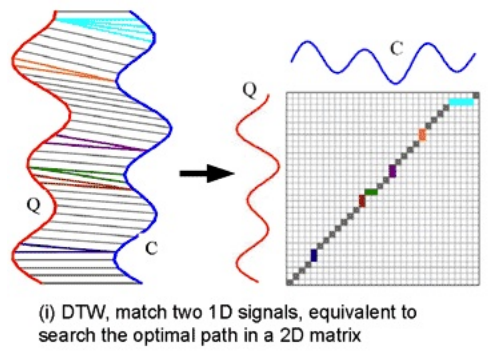 C
Q
Q
C
(i) DTW, match two 1D signals, equivalent to
search the optimal path in a 2D matrix